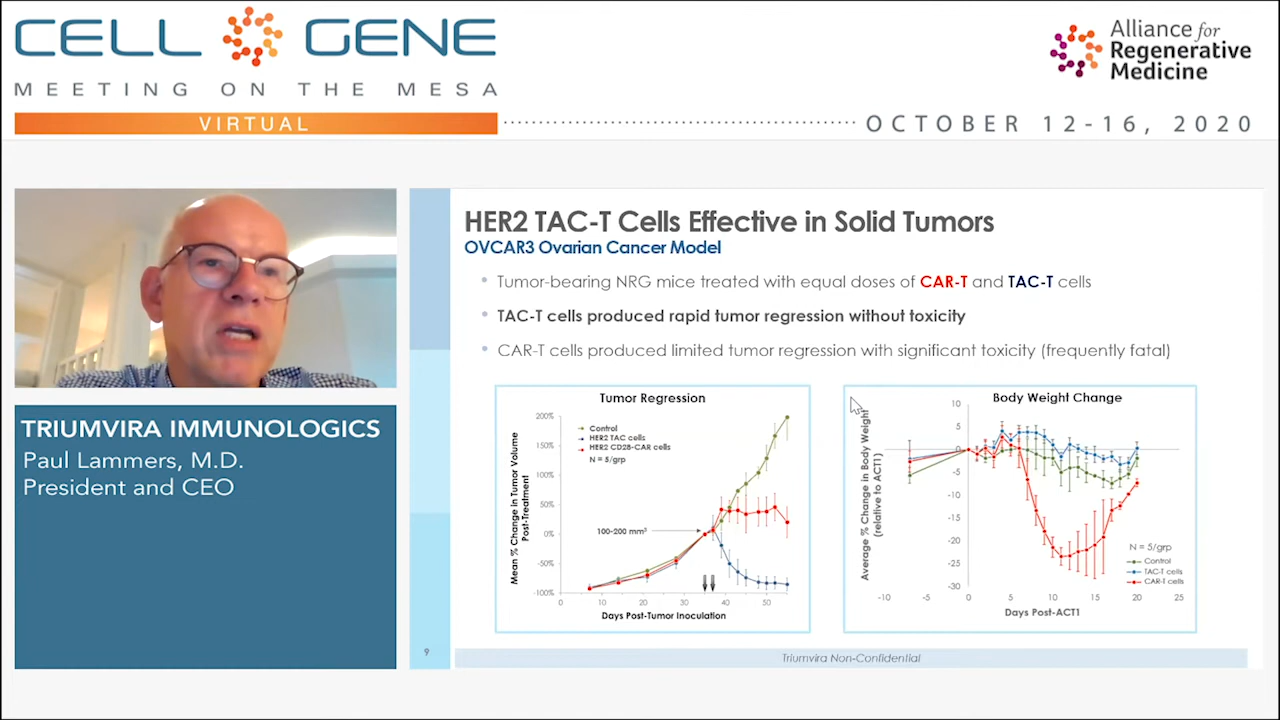 CELL GENE
MEETING ON THE MESA
VIRTUAL
Alliance for
Regenerative
Medicine
OCTOBER 12-16, 2020
TRIUMVIRA IMMUNOLOGICS
Paul Lammers, M.D.
President and CEO
HER2 TAC-T Cells Effective in Solid Tumors
OVCAR3 Ovarian Cancer Model
• Tumor-bearing NRG mice treated with equal doses of CAR-T and TAC-T cells
• TAC-T cells produced rapid tumor regression without toxicity
• CAR-T cells produced limited tumor regression with significant toxicity (frequently fatal)
Tumor Regression
Mean % Change in Tumor Volume
Post-Treatment
200%
150%
100%
50%
0%
-50%
-100%
Control
HER2 TAC cells
HER2 CD28-CAR cells
N = 5/grp
100-200 mm³
0 10 20 30 40 50
Days Post-Tumor Inoculation
Body Weight Change
Average % Change in Body Weight
(relative to ACT1)
10
5
0
-5
-10
-15
-20
-25
-30
N = 5/grp
Control
TAC-T cells
CAR-T cells
-10 -5 0 5 10 15 20 25
Days Post-ACT1
9
Triumvira Non-Confidential